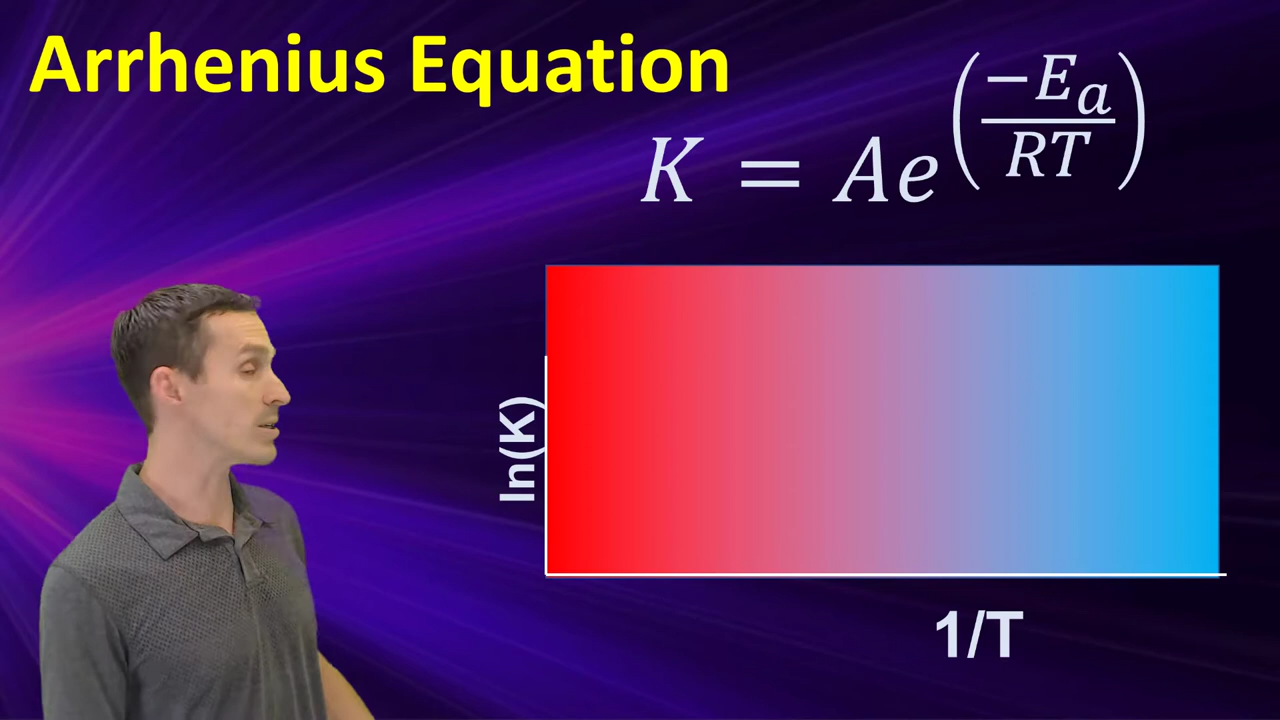 Arrhenius Equation
K = Ae^(−Eₐ/RT)
ln(K)
1/T